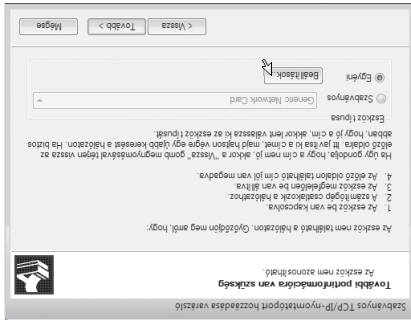 Szabványos TCP/IP-nyomtatóport hozzáadása varázsló
További portinformációra van szükség
Az eszköz nem azonosítható.
Az eszköz nem található a hálózaton. Győződjön meg arról, hogy:
1. Az eszköz be van kapcsolva.
2. A számítógép csatlakozik a hálózathoz.
3. Az eszköz megfelelően be van állítva.
4. Az előző oldalon található cím jól van megadva.
Ha úgy gondolja, hogy a cím nem jó, akkor a "Vissza" gomb megnyomásával térjen vissza az
előző oldalra. Itt javítsa ki a címet, majd hajtson végre egy újabb keresést a hálózaton. Ha biztos
abban, hogy jó a cím, akkor lent válassza ki az eszköz típusát.
Eszköz típusa
Szabványos Generic Network Card
Egyéni Beállítások...
< Vissza Tovább > Mégse